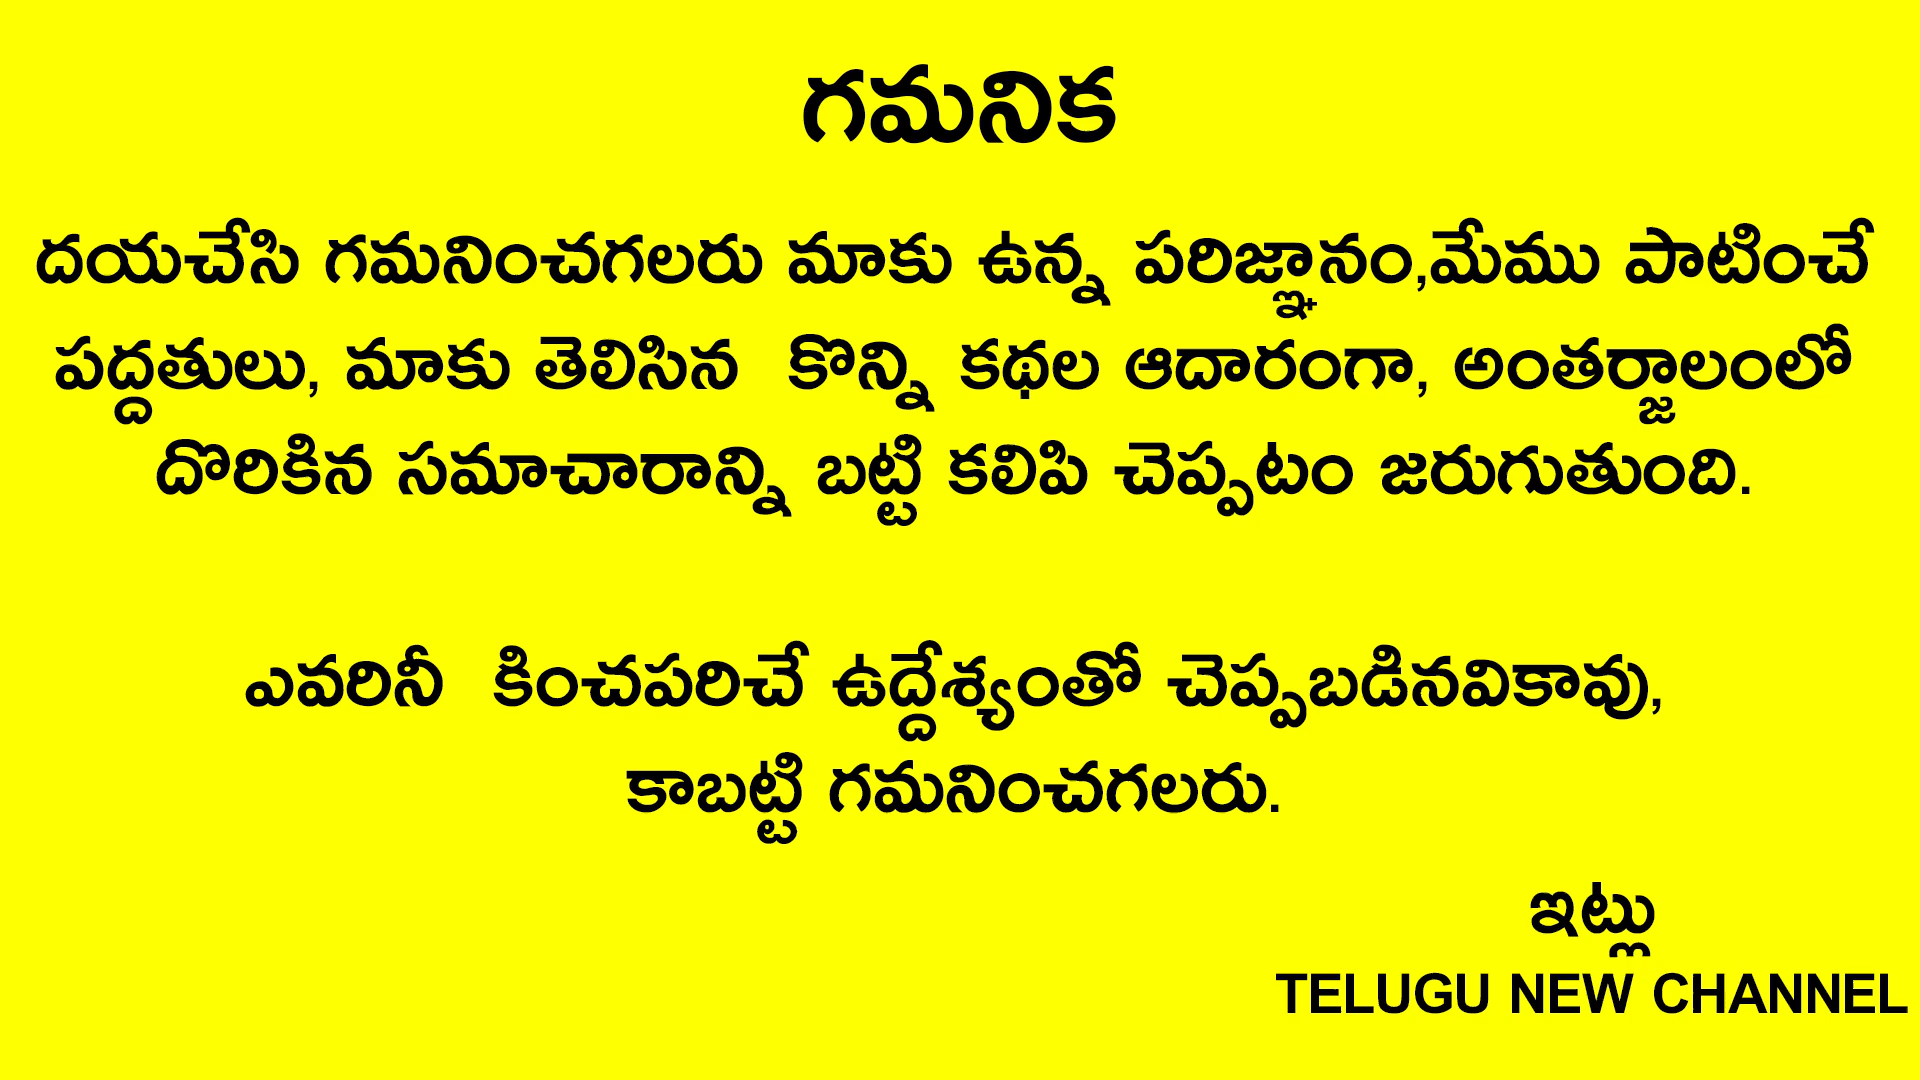 గమనిక
దయచేసి గమనించగలరు మాకు ఉన్న పరిజ్ఞానం,మేము పాటించే
పద్దతులు, మాకు తెలిసిన కొన్ని కథల ఆదారంగా, అంతర్జాలంలో
దొరికిన సమాచారాన్ని బట్టి కలిపి చెప్పటం జరుగుతుంది.
ఎవరినీ కించపరిచే ఉద్దేశ్యంతో చెప్పబడినవికావు,
కాబట్టి గమనించగలరు.
ఇట్లు
TELUGU NEW CHANNEL